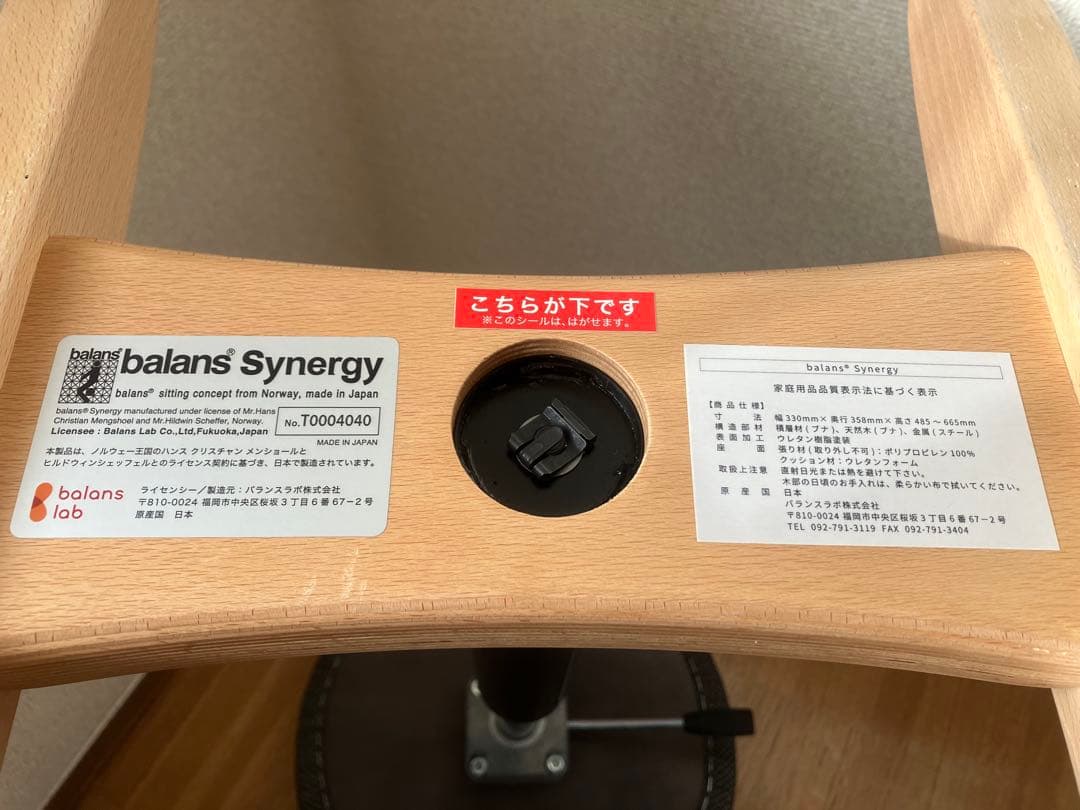 こちらが下です
※このシールは、はがせます。
balans®
balans® Synergy
balans® sitting concept from Norway, made in Japan
balans® Synergy manufactured under license of Mr.Hans
Christian Mengshoel and Mr.Hildwin Scheffer, Norway.
No.T0004040
Licensee : Balans Lab Co.,Ltd,Fukuoka,Japan
MADE IN JAPAN
本製品は、ノルウェー王国のハンス クリスチャン メンショールと
ヒルドウィンシェッフェルとのライセンス契約に基づき、日本で製造されています。
balans
lab
ライセンシー/製造元：バランスラボ株式会社
〒810-0024 福岡市中央区桜坂３丁目６番67−２号
原産国 日本
balans® Synergy
家庭用品品質表示法に基づく表示
【商品仕様】
寸法 幅330mm×奥行358mm×高さ485～665mm
構造部材 積層材(ブナ)、天然木(ブナ)、金属(スチール)
表面加工 ウレタン樹脂塗装
座面 張り材(取り外し不可)：ポリプロピレン100%
クッション材：ウレタンフォーム
取扱上注意 直射日光または熱を避けて下さい。
木部の日頃のお手入れは、柔らかい布で拭いてください。
原産国 日本
バランスラボ株式会社
〒810-0024 福岡市中央区桜坂３丁目６番67−２号
TEL 092-791-3119 FAX 092-791-3404